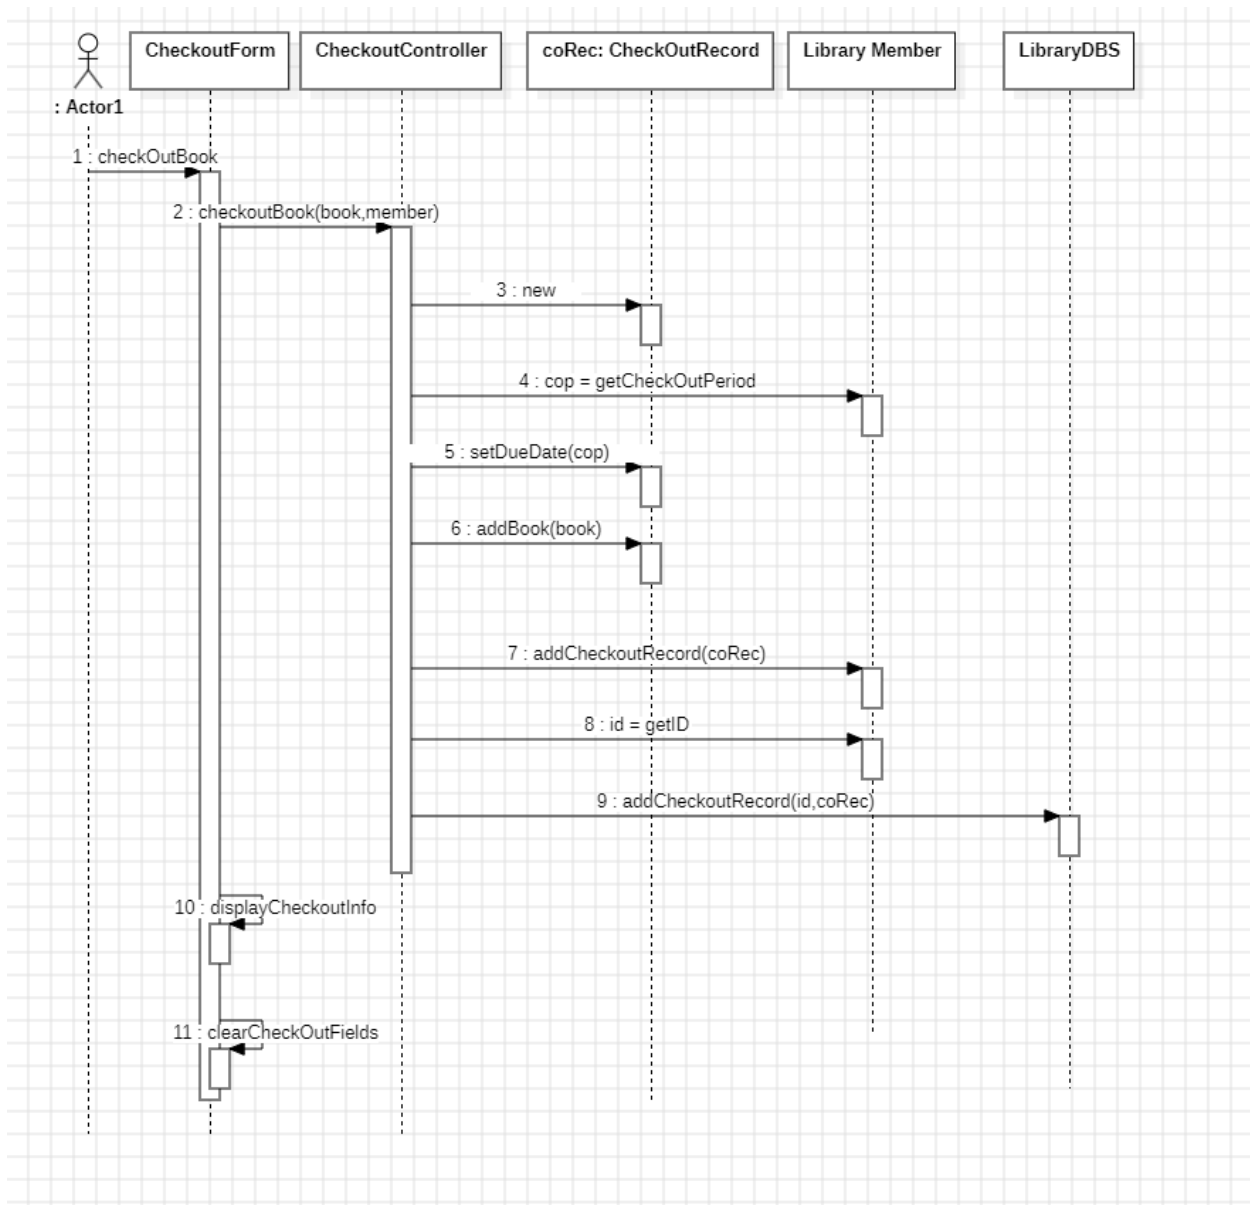 CheckoutForm
CheckoutController
coRec: CheckOutRecord
Library Member
LibraryDBS
: Actor1
1 : checkOutBook
2 : checkoutBook(book,member)
3 : new
4 : cop = getCheckOutPeriod
5 : setDueDate(cop)
6 : addBook(book)
7 : addCheckoutRecord(coRec)
8 : id = getID
9 : addCheckoutRecord(id,coRec)
10 : displayCheckoutInfo
11 : clearCheckOutFields